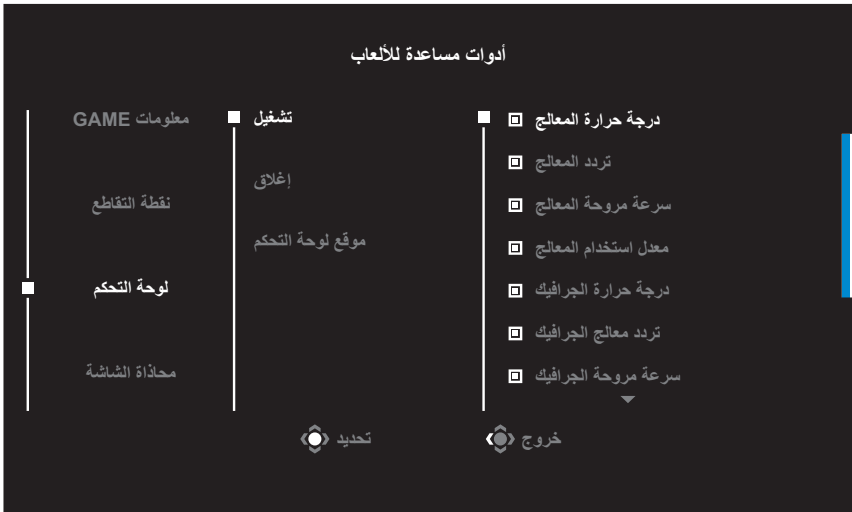 أدوات مساعدة للألعاب
معلومات GAME
نقطة التقاطع
لوحة التحكم
محاذاة الشاشة
تشغيل
إغلاق
موقع لوحة التحكم
درجة حرارة المعالج
تردد المعالج
سرعة مروحة المعالج
معدل استخدام المعالج
درجة حرارة الجرافيك
تردد معالج الجرافيك
سرعة مروحة الجرافيك
تحديد
خروج